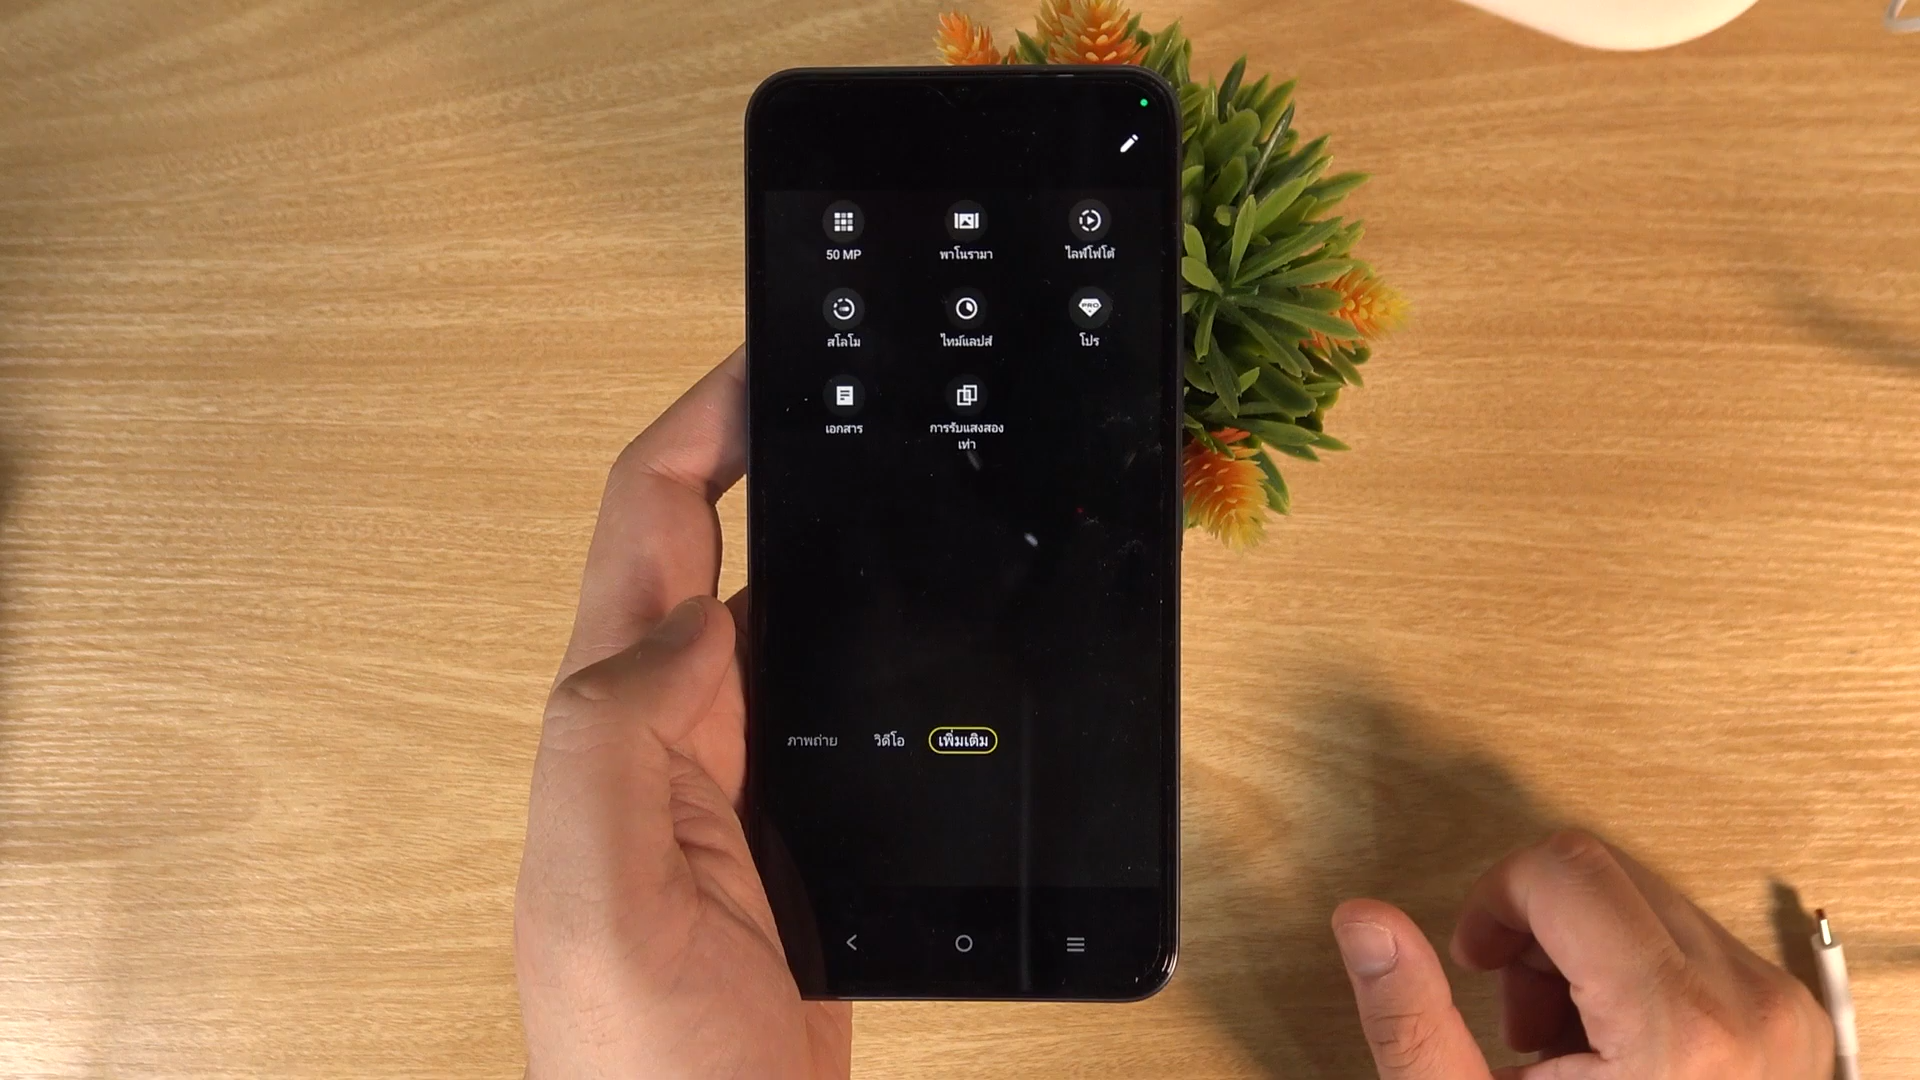 50 MP
พาโนรามา
ไลฟ์โฟโต้
สโลโม
ไทม์แลปส์
PRO
โปร
เอกสาร
การรับแสงสอง
เท่า
ภาพถ่าย
วิดีโอ
เพิ่มเติม